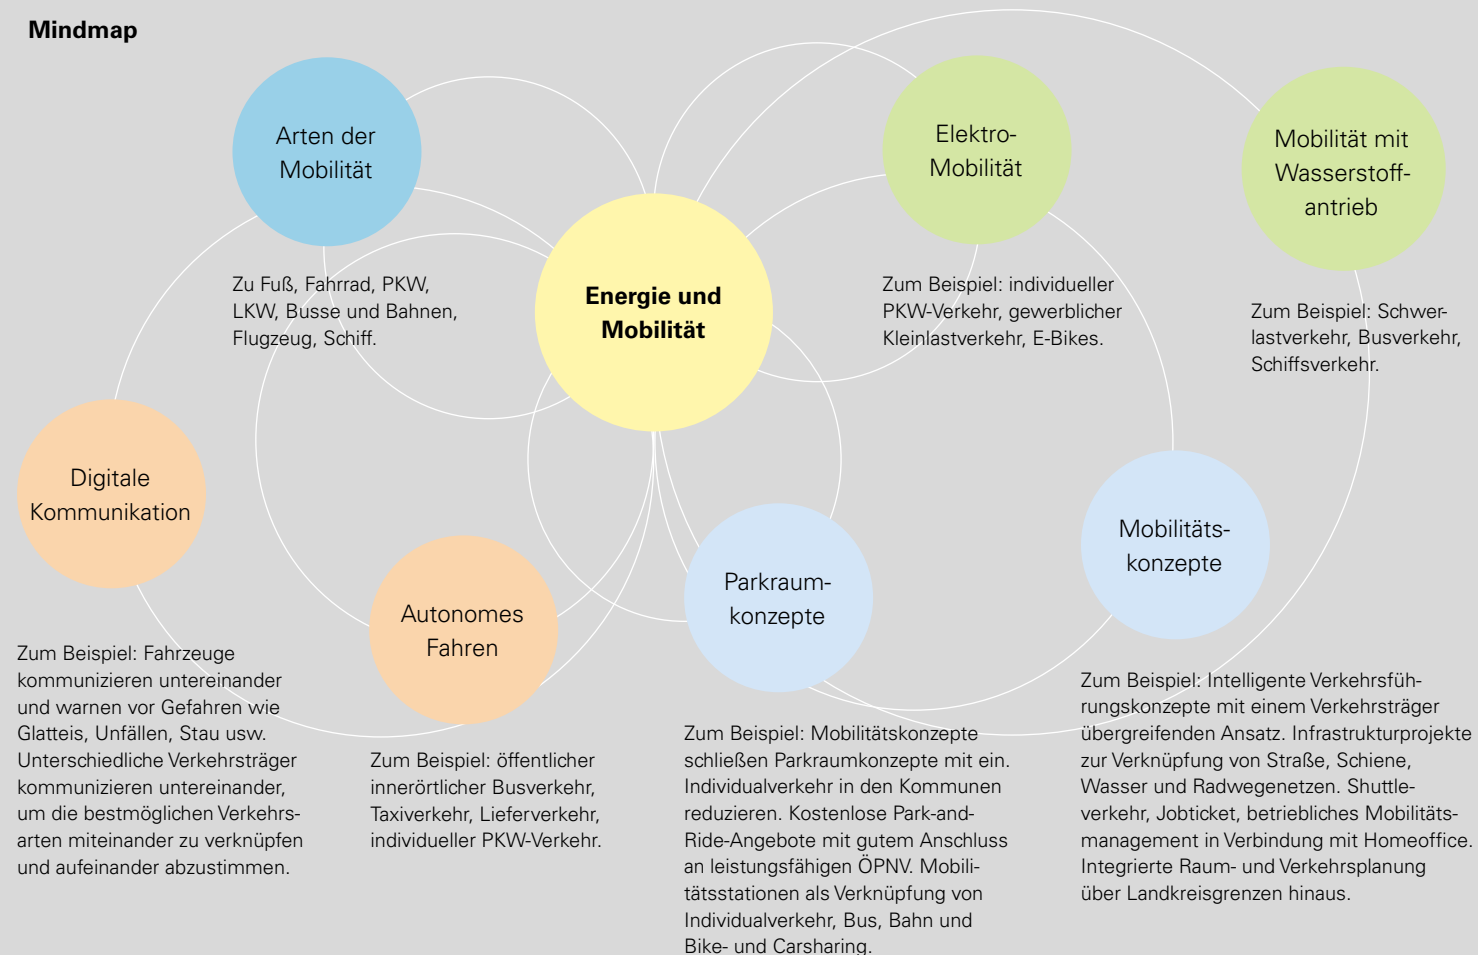 Mindmap
Arten der
Mobilität
Zu Fuß, Fahrrad, PKW,
LKW, Busse und Bahnen,
Flugzeug, Schiff.
Energie und
Mobilität
Elektro-
Mobilität
Zum Beispiel: individueller
PKW-Verkehr, gewerblicher
Kleinlastverkehr, E-Bikes.
Mobilität mit
Wasserstoff-
antrieb
Zum Beispiel: Schwer-
lastverkehr, Busverkehr,
Schiffsverkehr.
Digitale
Kommunikation
Zum Beispiel: Fahrzeuge
kommunizieren untereinander
und warnen vor Gefahren wie
Glatteis, Unfällen, Stau usw.
Unterschiedliche Verkehrsträger
kommunizieren untereinander,
um die bestmöglichen Verkehrs-
arten miteinander zu verknüpfen
und aufeinander abzustimmen.
Autonomes
Fahren
Zum Beispiel: öffentlicher
innerörtlicher Busverkehr,
Taxiverkehr, Lieferverkehr,
individueller PKW-Verkehr.
Parkraum-
konzepte
Zum Beispiel: Mobilitätskonzepte
schließen Parkraumkonzepte mit ein.
Individualverkehr in den Kommunen
reduzieren. Kostenlose Park-and-
Ride-Angebote mit gutem Anschluss
an leistungsfähigen ÖPNV. Mobili-
tätsstationen als Verknüpfung von
Individualverkehr, Bus, Bahn und
Bike- und Carsharing.
Mobilitäts-
konzepte
Zum Beispiel: Intelligente Verkehrsfüh-
rungskonzepte mit einem Verkehrsträger
übergreifenden Ansatz. Infrastrukturprojekte
zur Verknüpfung von Straße, Schiene,
Wasser und Radwegenetzen. Shuttle-
verkehr, Jobticket, betriebliches Mobilitäts-
management in Verbindung mit Homeoffice.
Integrierte Raum- und Verkehrsplanung
über Landkreisgrenzen hinaus.